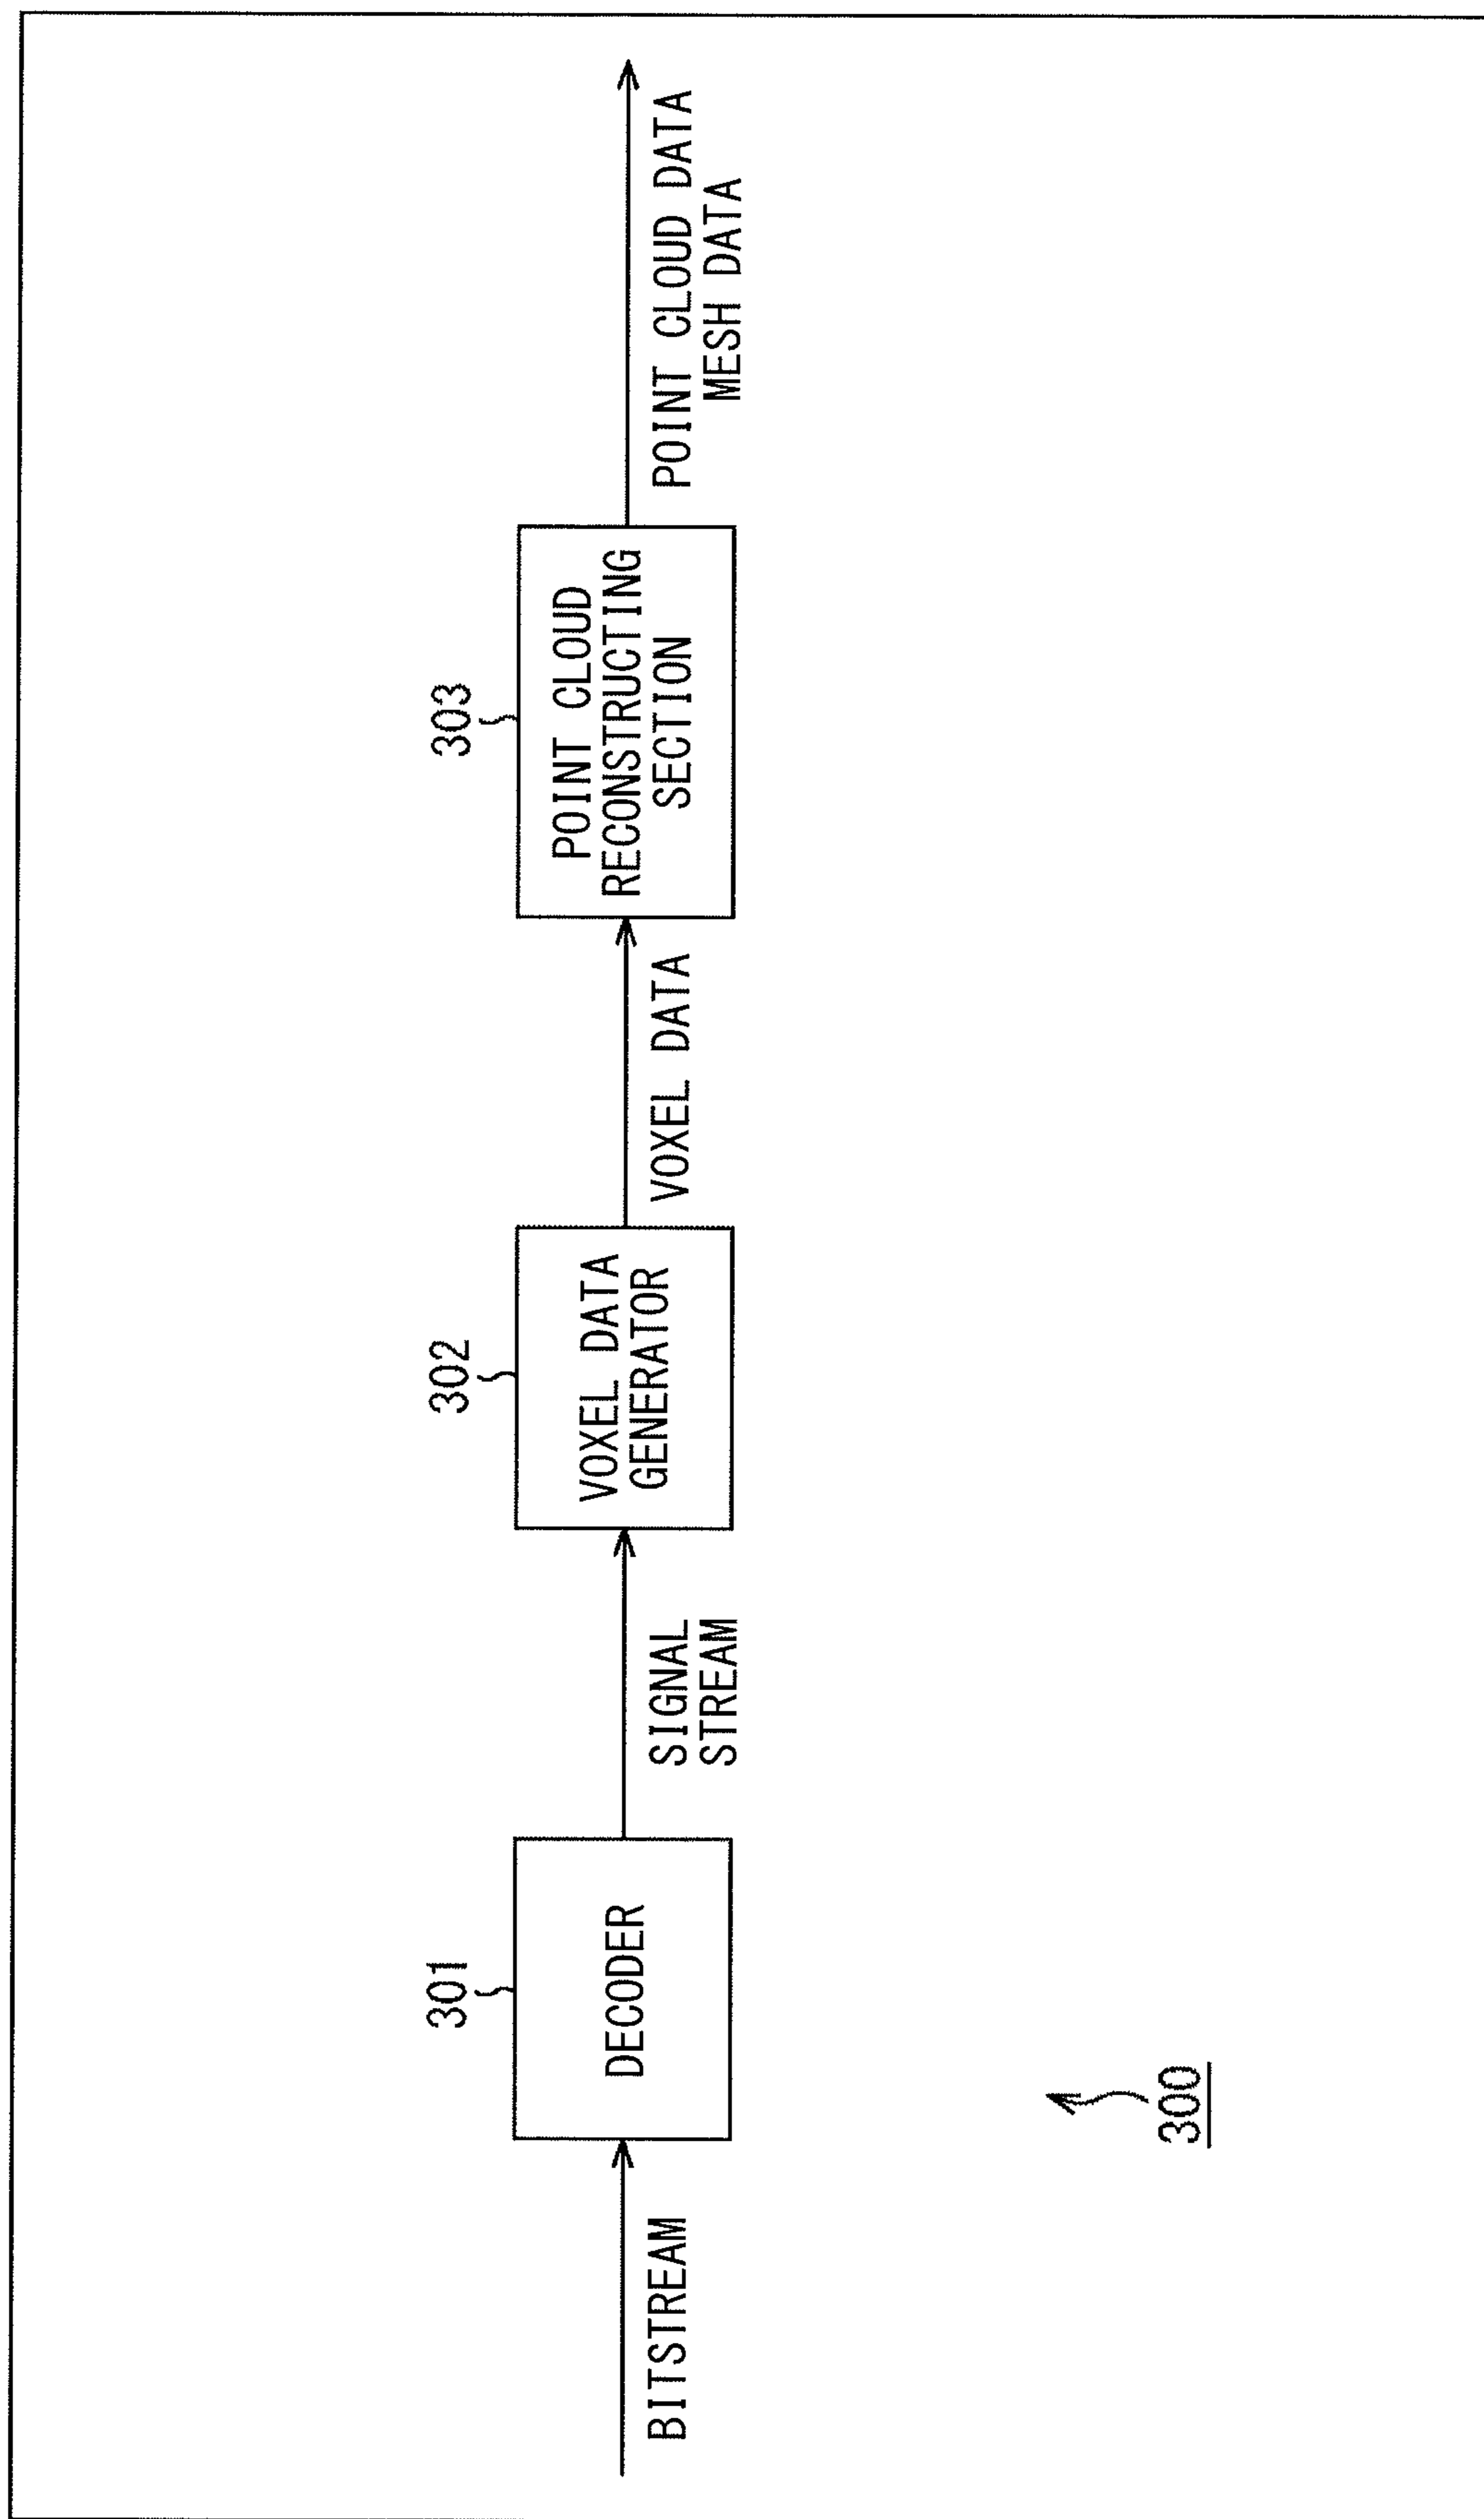 301
302
303
BITSTREAM
DECODER
SIGNAL
STREAM
VOXEL DATA
GENERATOR
VOXEL DATA
POINT CLOUD
RECONSTRUCTING
SECTION
POINT CLOUD DATA
MESH DATA
300